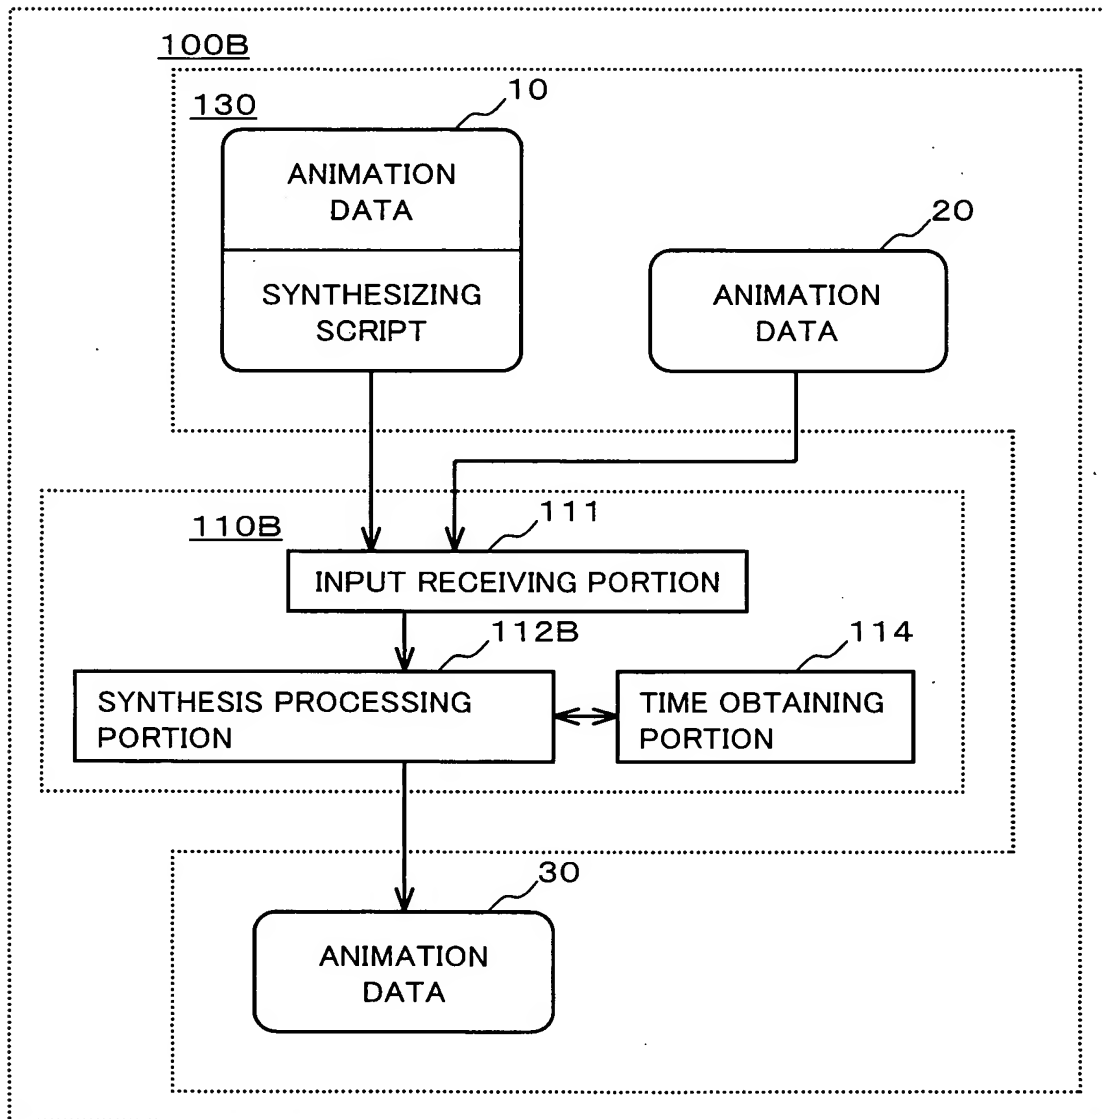 100B
130
10
ANIMATION
DATA
SYNTHESIZING
SCRIPT
20
ANIMATION
DATA
110B
111
INPUT RECEIVING PORTION
112B
SYNTHESIS PROCESSING
PORTION
114
TIME OBTAINING
PORTION
30
ANIMATION
DATA